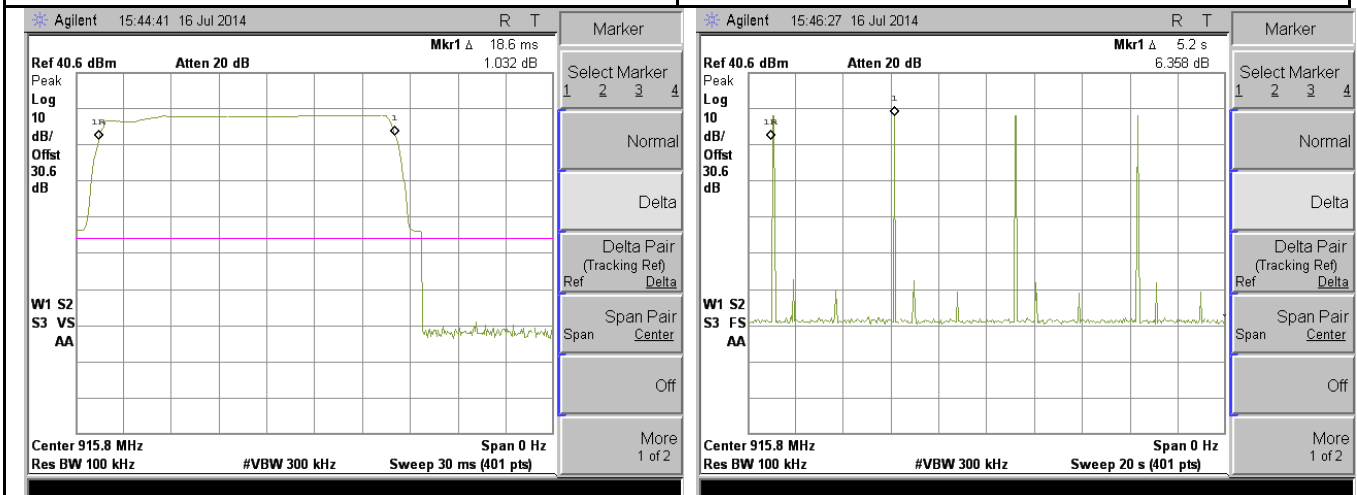 Agilent 15:44:41 16 Jul 2014 R T
Mkr1 Δ 18.6 ms
Ref 40.6 dBm Atten 20 dB 1.032 dB
Peak
Log
10
dB/
Offst
30.6
dB
1R
1
W1 S2
S3 VS
AA
Center 915.8 MHz Span 0 Hz
Res BW 100 kHz #VBW 300 kHz Sweep 30 ms (401 pts)
Marker
Select Marker
1 2 3 4
Normal
Delta
Delta Pair
(Tracking Ref)
Ref Delta
Span Pair
Span Center
Off
More
1 of 2
Agilent 15:46:27 16 Jul 2014 R T
Mkr1 Δ 5.2 s
Ref 40.6 dBm Atten 20 dB 6.358 dB
Peak
Log
10
dB/
Offst
30.6
dB
1R
1
W1 S2
S3 FS
AA
Center 915.8 MHz Span 0 Hz
Res BW 100 kHz #VBW 300 kHz Sweep 20 s (401 pts)
Marker
Select Marker
1 2 3 4
Normal
Delta
Delta Pair
(Tracking Ref)
Ref Delta
Span Pair
Span Center
Off
More
1 of 2